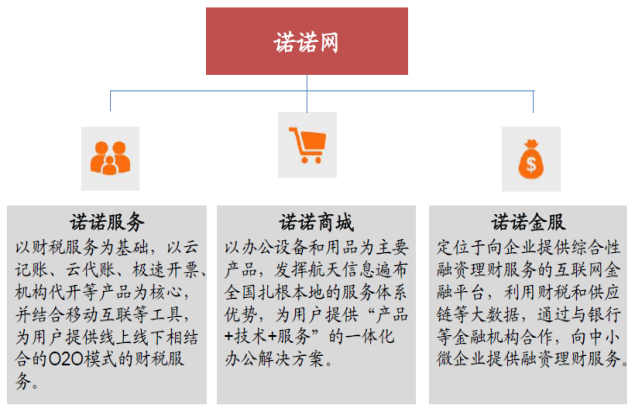 诺诺网
诺诺服务
以财税服务为基础，以云
记账、云代账、极速开票、
机构代开等产品为核心，
并结合移动互联等工具，
为用户提供线上线下相结
合的O2O模式的财税服
务。
诺诺商城
以办公设备和用品为主要
产品，发挥航天信息遍布
全国扎根本地的服务体系
优势，为用户提供“产品
+技术+服务”的一体化
办公解决方案。
诺诺金服
定位于向企业提供综合性
融资理财服务的互联网金
融平台，利用财税和供应
链等大数据，通过与银行
等金融机构合作，向中小
微企业提供融资理财服务。